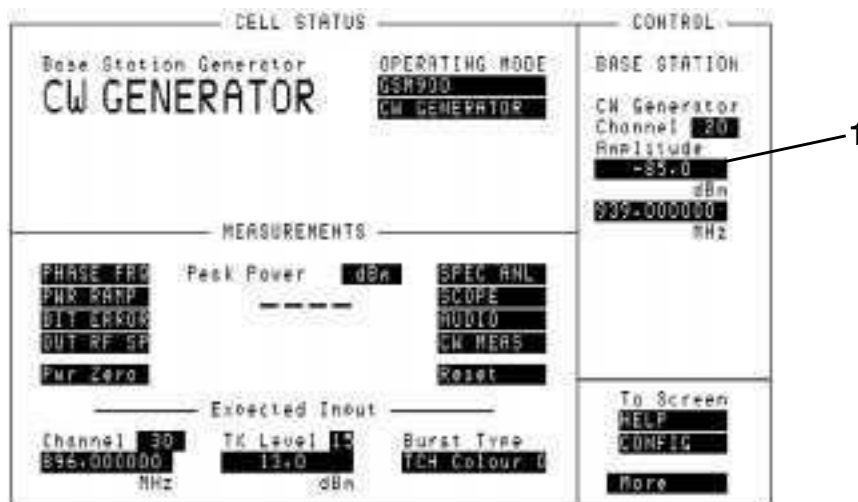 CELL STATUS
CONTROL
Base Station Generator
CW GENERATOR
OPERATING MODE
GSM900
CW GENERATOR
BASE STATION
CW Generator
Channel 20
Amplitude
-85.0
dBm
939.000000
MHz
1
MEASUREMENTS
PHASE FRQ
PWR RAMP
BIT ERROR
OUT RF SP
Pwr Zero
Peak Power dBm
----
SPEC ANL
SCOPE
AUDIO
CW MEAS
Reset
Expected Input
Channel 30
896.000000
MHz
TX Level 15
13.0
dBm
Burst Type
TCH Colour 0
To Screen
HELP
CONFIG
More